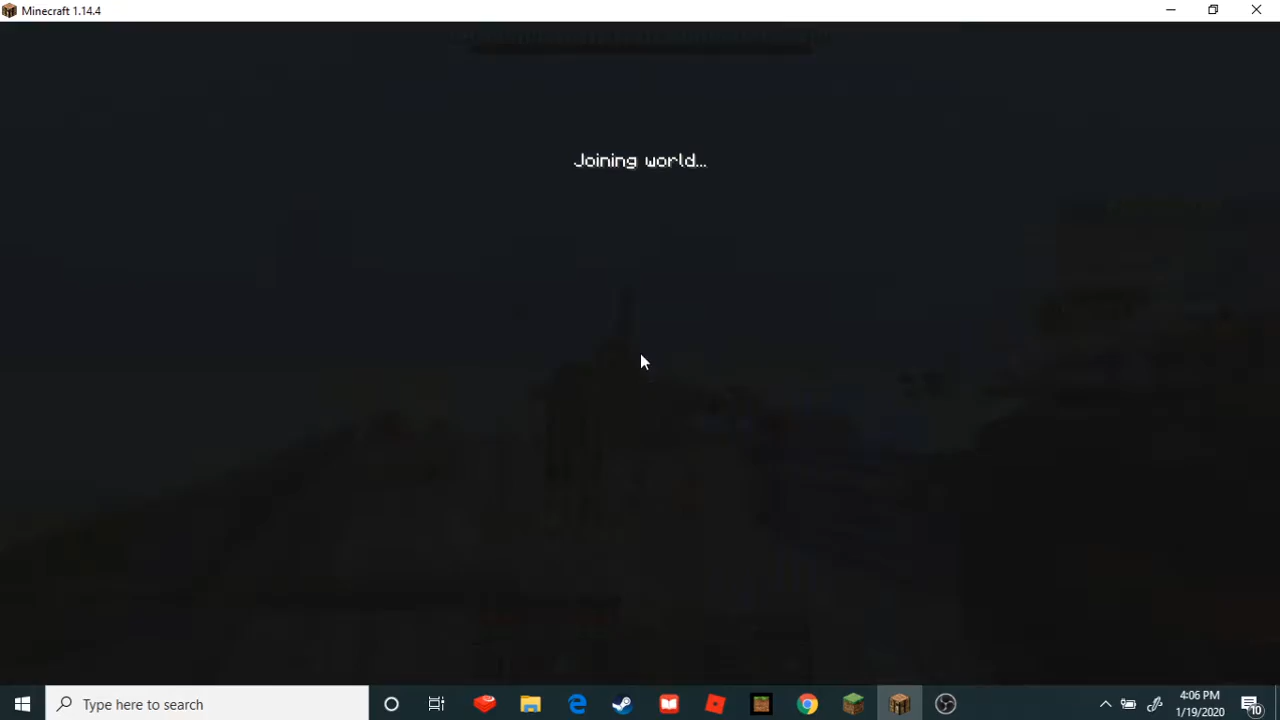 Minecraft 1.14.4
Joining world...
Type here to search
4:06 PM
1/19/2020
10